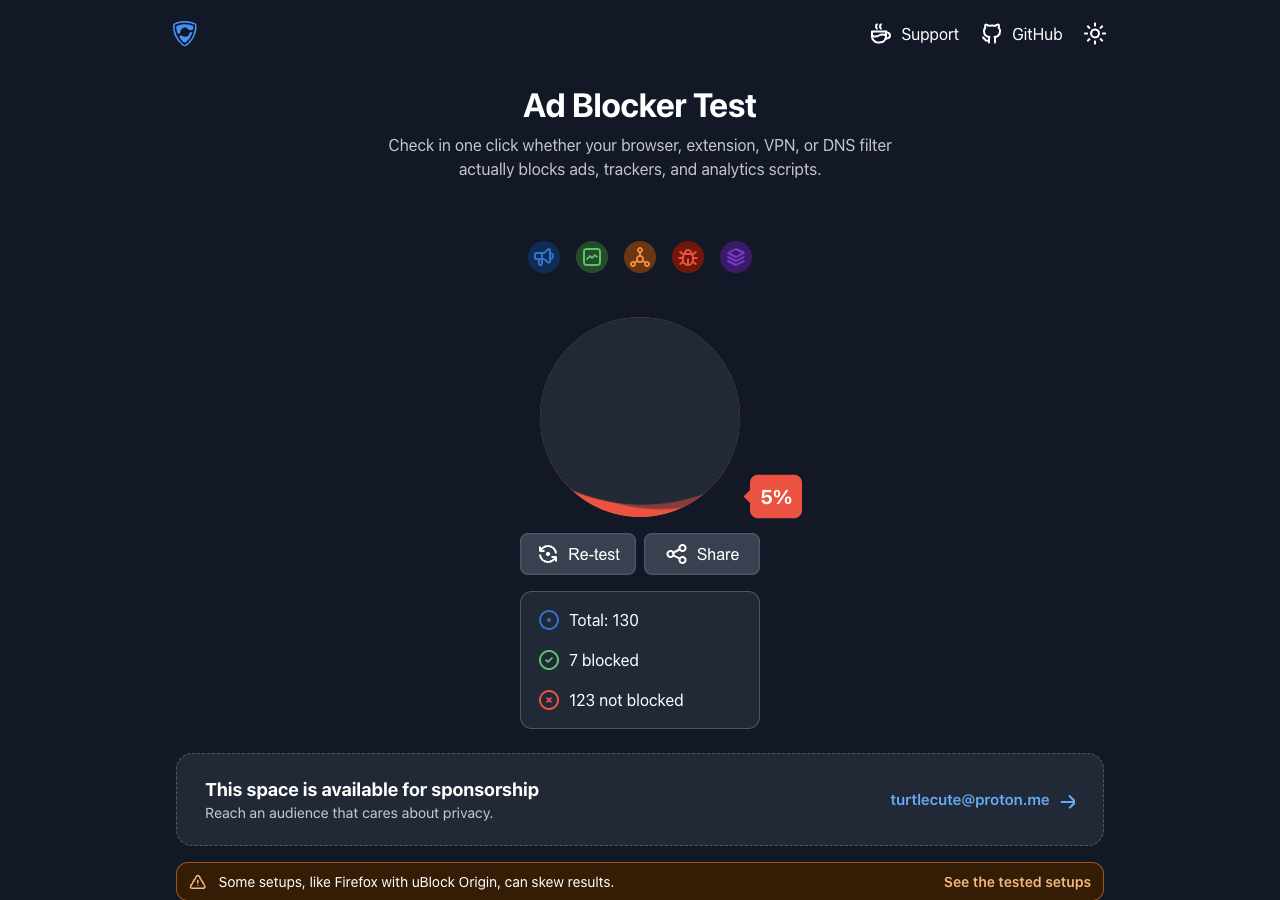 Support
GitHub
Ad Blocker Test
Check in one click whether your browser, extension, VPN, or DNS filter
actually blocks ads, trackers, and analytics scripts.
5%
Re-test
Share
Total: 130
7 blocked
123 not blocked
This space is available for sponsorship
Reach an audience that cares about privacy.
turtlecute@proton.me
Some setups, like Firefox with uBlock Origin, can skew results.
See the tested setups